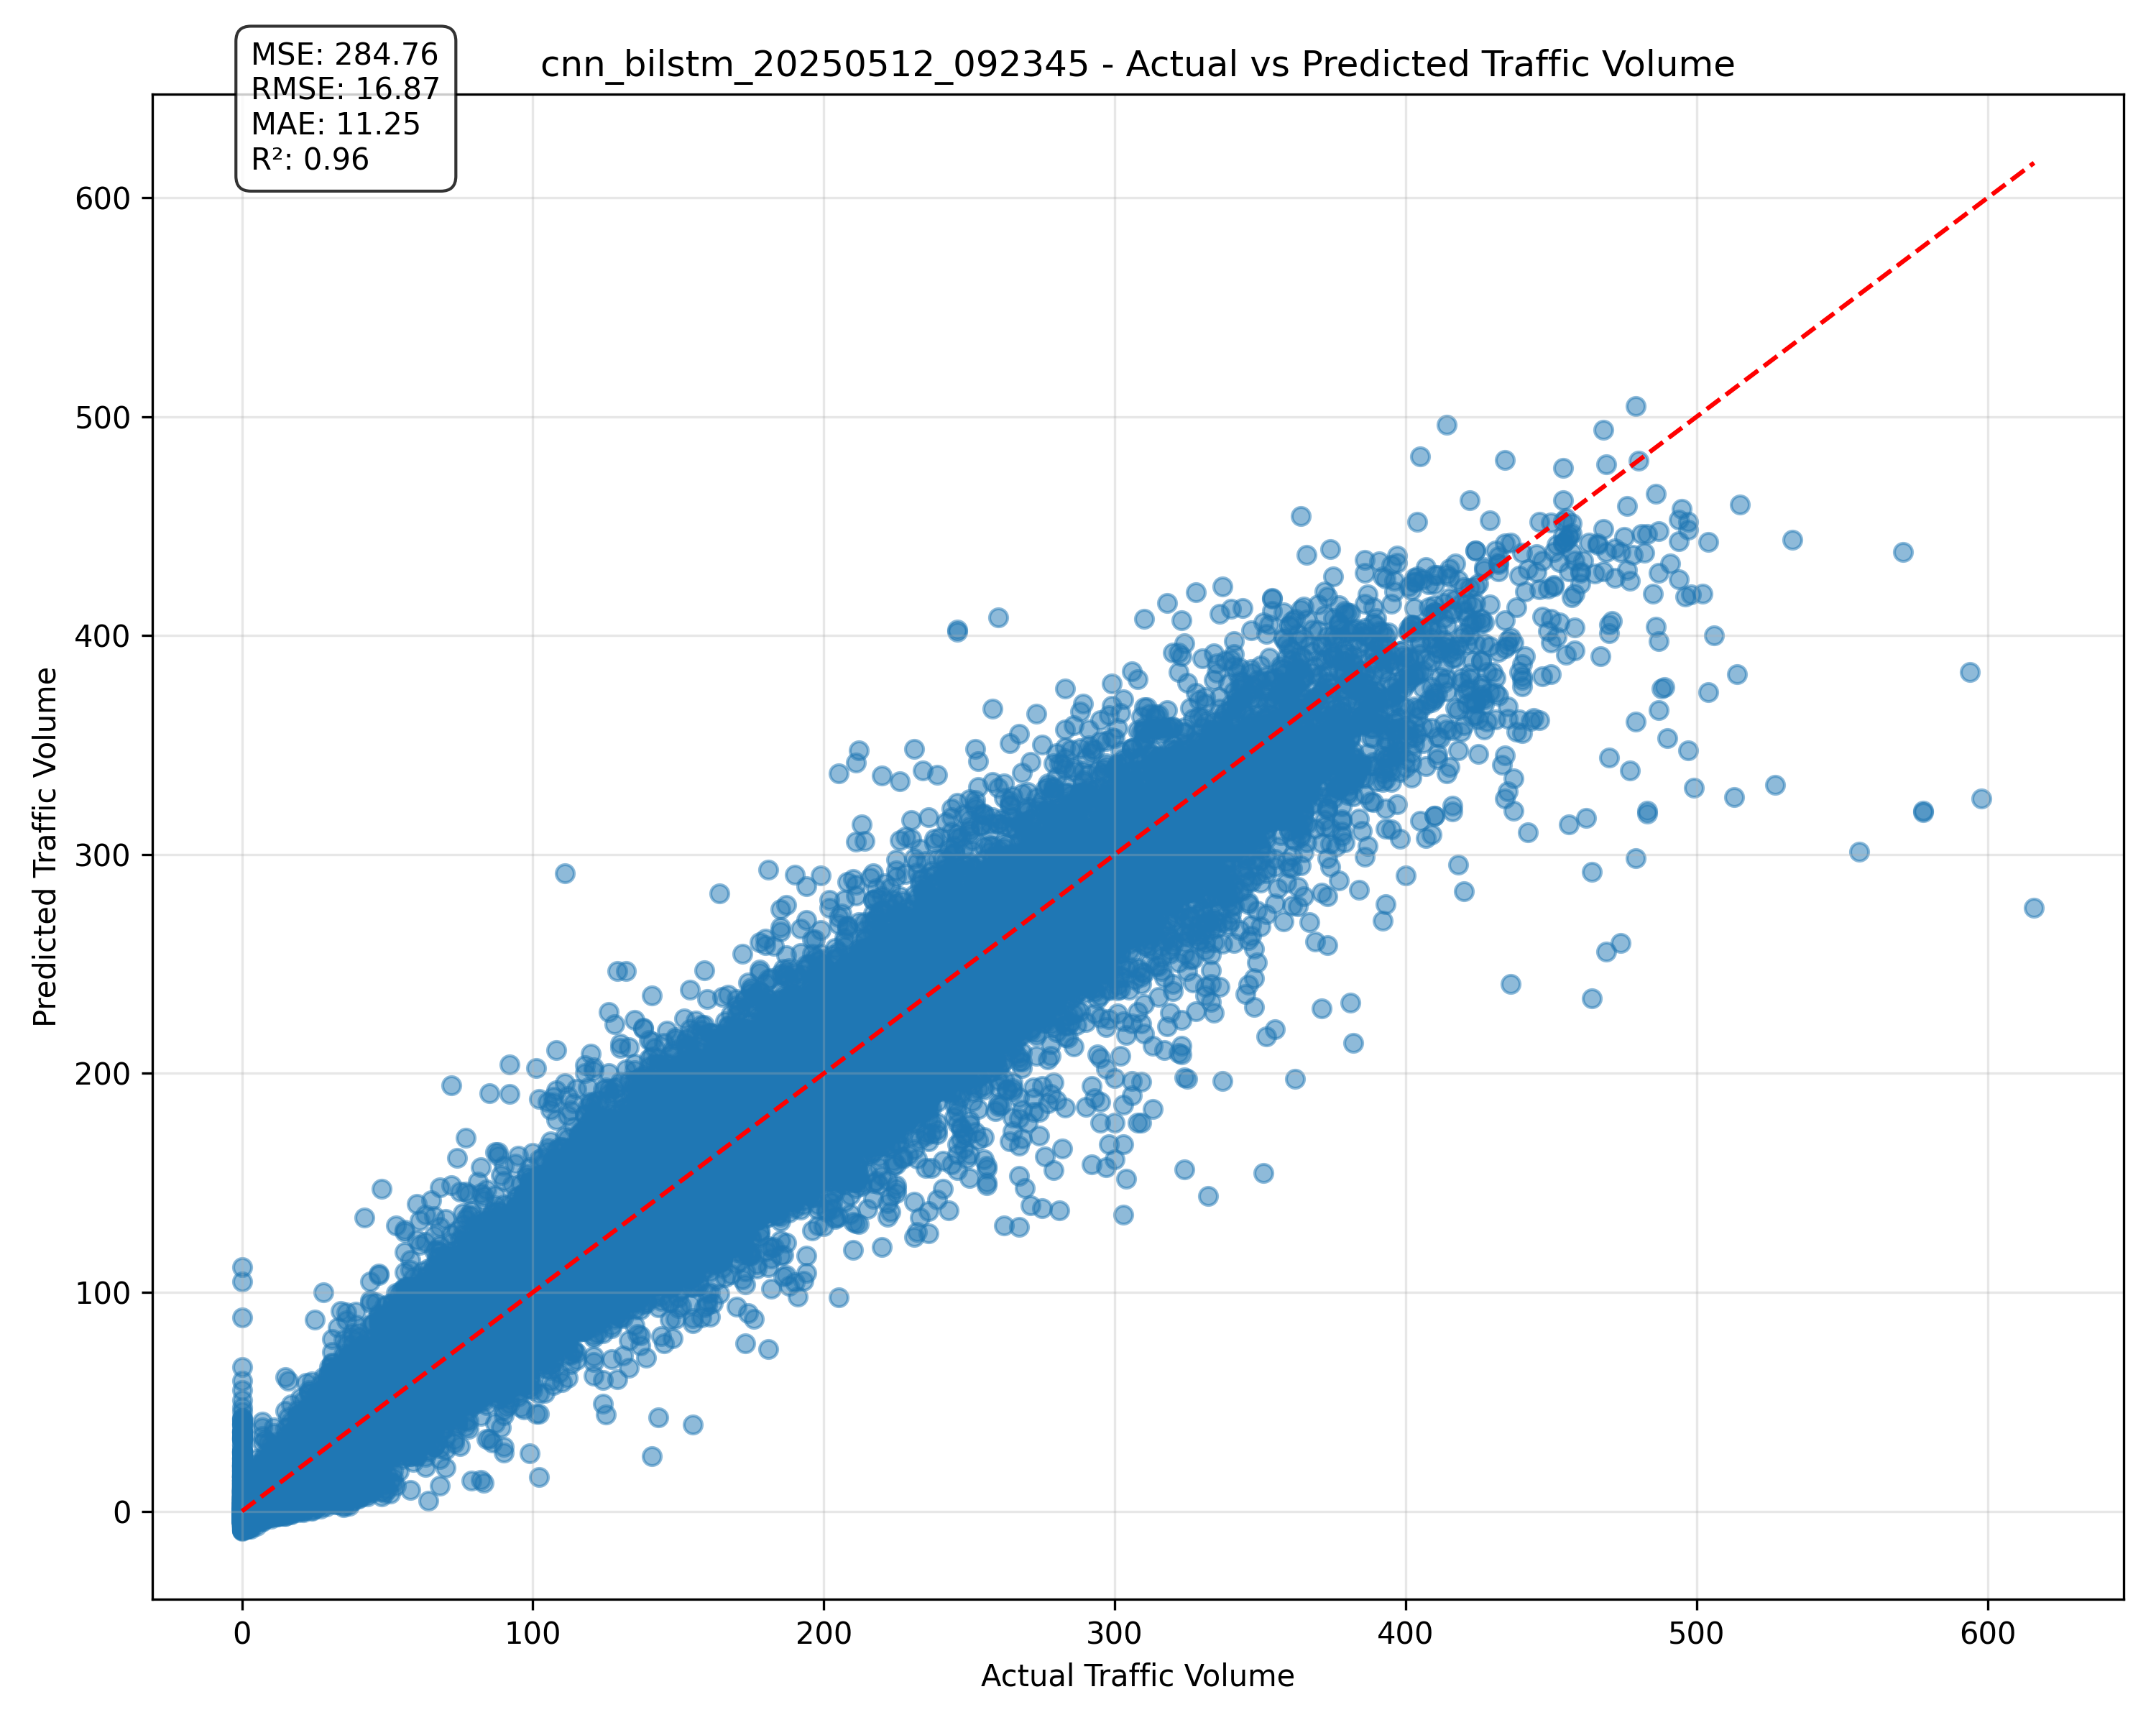 MSE: 284.76
RMSE: 16.87
MAE: 11.25
R²: 0.96
cnn_bilstm_20250512_092345 - Actual vs Predicted Traffic Volume
Predicted Traffic Volume
600
500
400
300
200
100
0
0 100 200 300 400 500 600
Actual Traffic Volume